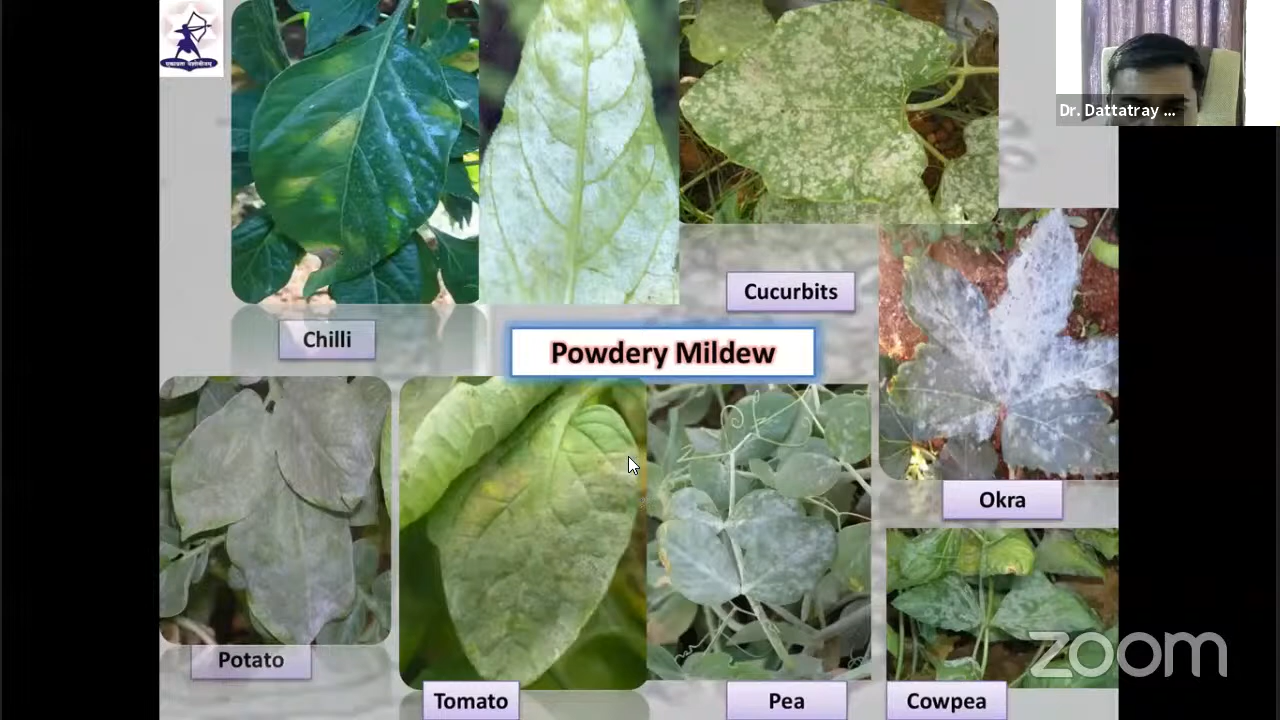 Dr. Dattatray ...
Cucurbits
Chilli
Powdery Mildew
Okra
Potato
Tomato
Pea
Cowpea
zoom